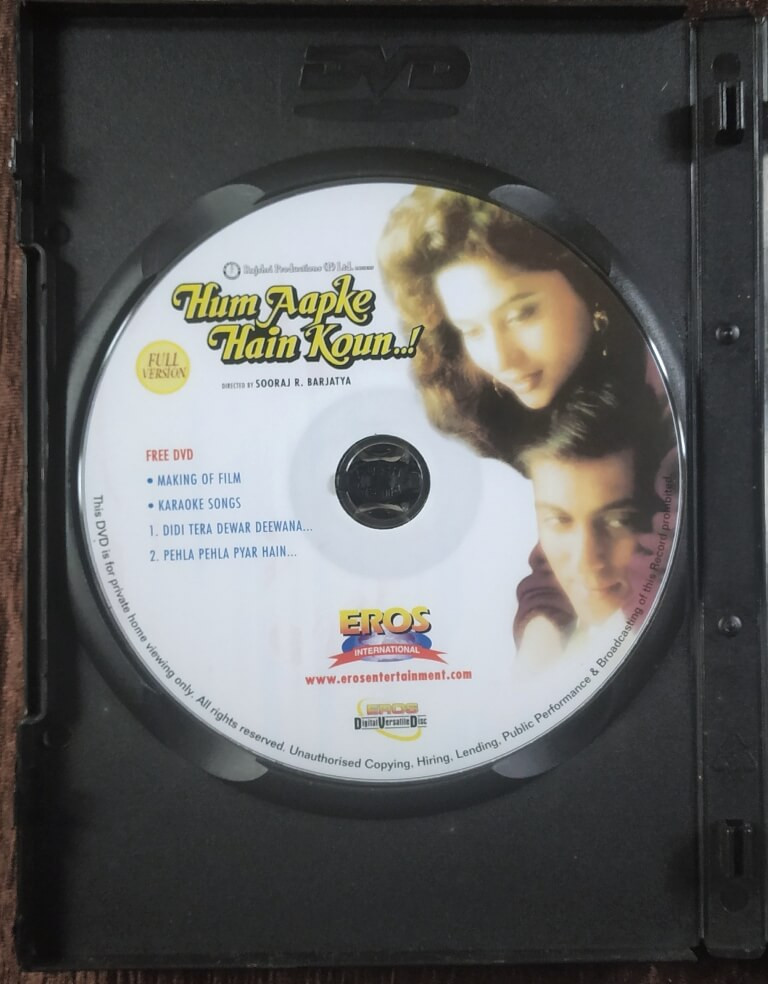 DVD
Rajshri Productions (P) Ltd.
Hum Aapke
Hain Koun..!
FULL
VERSION
DIRECTED BY SOORAJ R. BARJATYA
FREE DVD
• MAKING OF FILM
• KARAOKE SONGS
1. DIDI TERA DEWAR DEEWANA...
2. PEHLA PEHLA PYAR HAIN...
EROS
INTERNATIONAL
www.erosentertainment.com
EROS
Digital Versatile Disc
This DVD is for private home viewing only. All rights reserved. Unauthorised Copying, Hiring, Lending, Public Performance & Broadcasting of this Record prohibited.